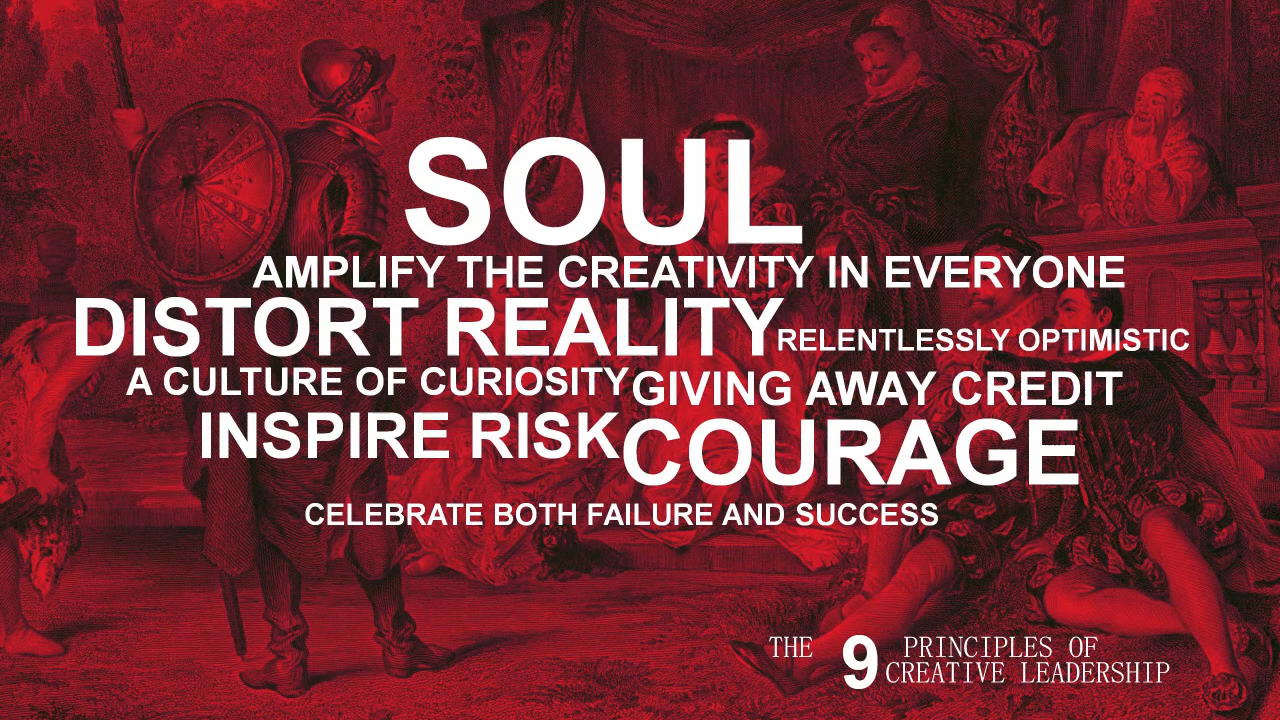 SOUL
AMPLIFY THE CREATIVITY IN EVERYONE
DISTORT REALITY
RELENTLESSLY OPTIMISTIC
A CULTURE OF CURIOSITY
GIVING AWAY CREDIT
INSPIRE RISK
COURAGE
CELEBRATE BOTH FAILURE AND SUCCESS
THE 9 PRINCIPLES OF
CREATIVE LEADERSHIP